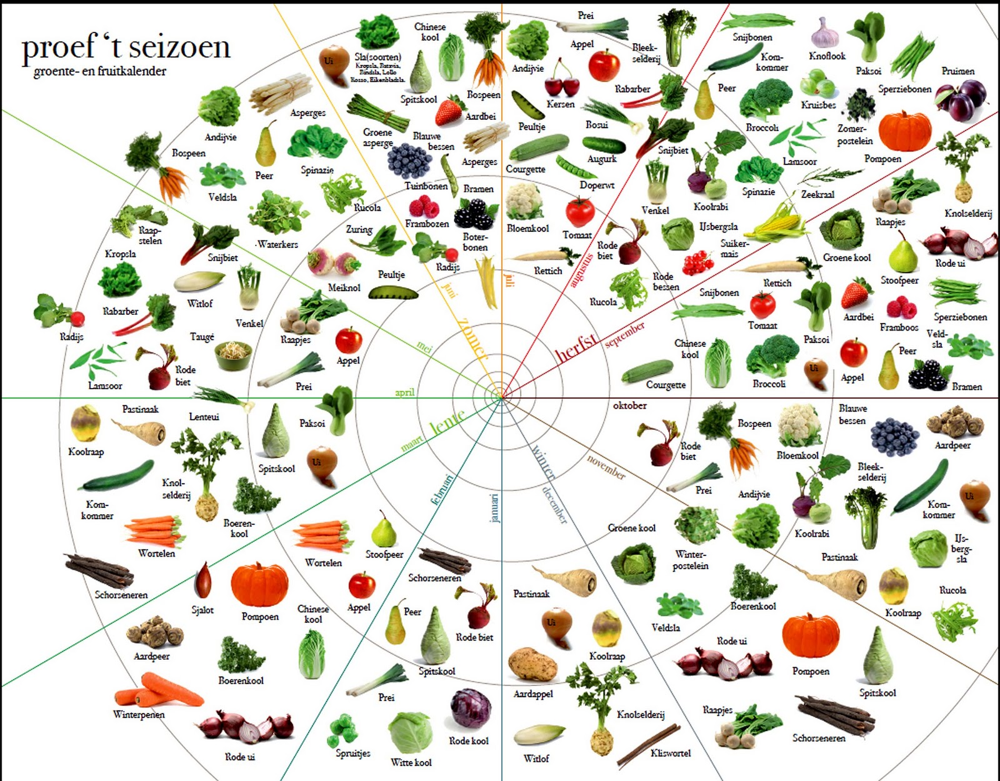 proef ‘t seizoen
groente- en fruitkalender
Ui
Sla(soorten)
Kropsla, Batavia,
Rosso, Eikenbladsla.
Chinese
kool
Spitskool
Bospeen
Groene
asperge
Aardbei
Blauwe
bessen
Asperges
Tuinbonen
Bramen
Frambozen
Boter-
bonen
Radijs
juni
Asperges
Andijvie
Bospeen
Peer
Spinazie
Veldsla
Rucola
Waterkers
Zuring
Meiknol
Peultje
mei
Raap-
stelen
Kropsla
Snijbiet
Witlof
Rabarber
Venkel
Radijs
Taugé
Raapjes
Appel
Lamsoor
Rode
biet
Prei
april
Prei
Andijvie
Appel
Bleek-
selderij
Kersen
Rabarber
Peultje
Bosui
Courgette
Augurk
Doperwt
Bloemkool
Tomaat
Rettich
juli
zomer
Snijbonen
Knoflook
Paksoi
Kom-
kommer
Sperziebonen
Pruimen
Peer
Kruisbes
Broccoli
Zomer-
postelein
Snijbiet
Lamsoor
Pompoen
Venkel
Koolrabi
Spinazie
Zeekraal
IJsbergsla
Suiker-
mais
Rode
biet
Rode
bessen
Rucola
augustus
Knolselderij
Raapjes
Groene kool
Rode ui
Rettich
Stoofpeer
Snijbonen
Tomaat
Paksoi
Aardbei
Framboos
Sperziebonen
Veld-
sla
Chinese
kool
Courgette
Broccoli
Ui
Appel
Peer
Bramen
september
herfst
oktober
Blauwe
bessen
Aardpeer
Rode
biet
Bospeen
Bloemkool
Prei
Andijvie
Koolrabi
Bleek-
selderij
Kom-
kommer
Ui
IJs-
berg-
sla
Pastinaak
Koolraap
Rucola
november
Groene kool
Winter-
postelein
Boerenkool
Veldsla
Rode ui
Pompoen
Spitskool
Raapjes
Schorseneren
winter
december
Pastinaak
Ui
Koolraap
Aardappel
Knolselderij
Witlof
Kliswortel
januari
Schorseneren
Rode biet
Peer
Spitskool
Prei
Rode kool
Spruitjes
Witte kool
februari
Wortelen
Stoofpeer
Appel
Sjalot
Pompoen
Chinese
kool
Aardpeer
Boerenkool
Winterpenen
Rode ui
maart
lente
Koolraap
Pastinaak
Lenteui
Spitskool
Paksoi
Ui
Kom-
kommer
Knol-
selderij
Boeren-
kool
Wortelen
Schorseneren